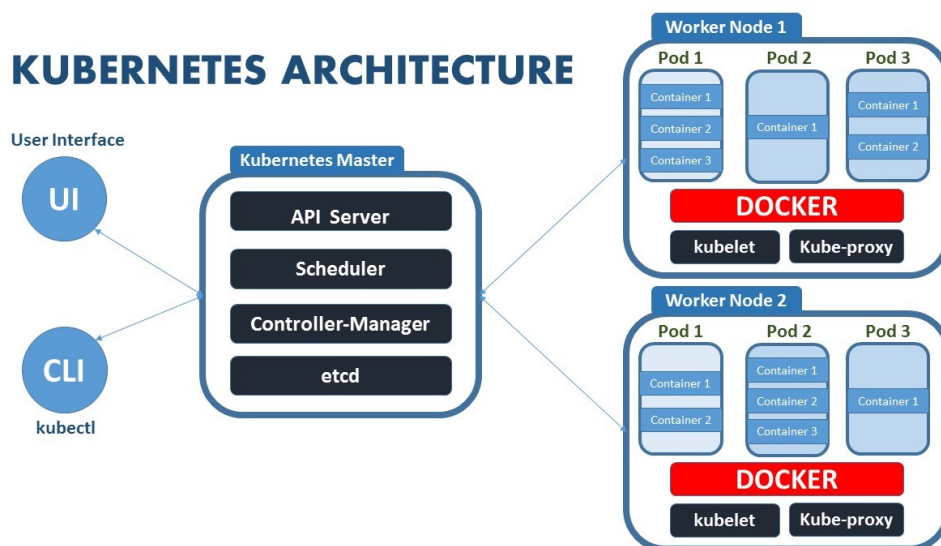 KUBERNETES ARCHITECTURE
User Interface
UI
CLI
kubectl
Kubernetes Master
API Server
Scheduler
Controller-Manager
etcd
Worker Node 1
Pod 1
Container 1
Container 2
Container 3
Pod 2
Container 1
Pod 3
Container 1
Container 2
DOCKER
kubelet
Kube-proxy
Worker Node 2
Pod 1
Container 1
Container 2
Pod 2
Container 1
Container 2
Container 3
Pod 3
Container 1
DOCKER
kubelet
Kube-proxy